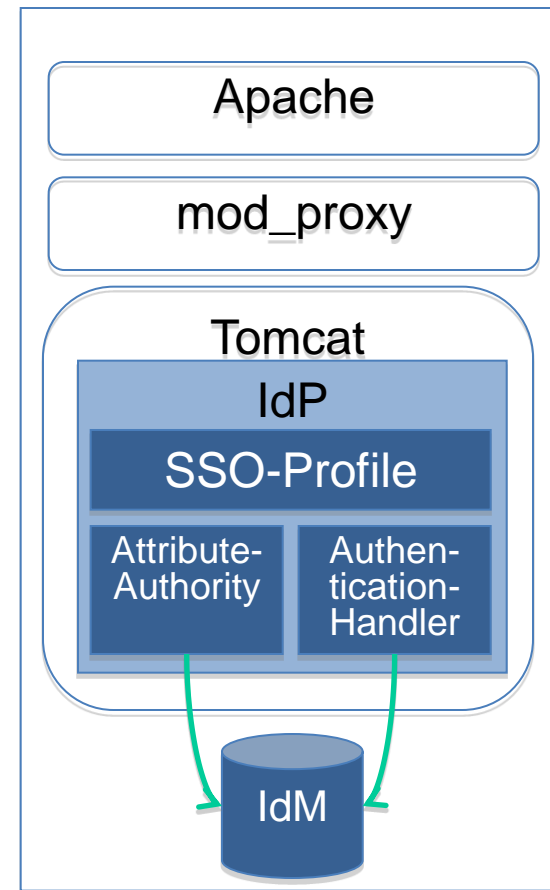 Apache
mod_proxy
Tomcat
IdP
SSO-Profile
Attribute-
Authority
Authen-
tication-
Handler
IdM